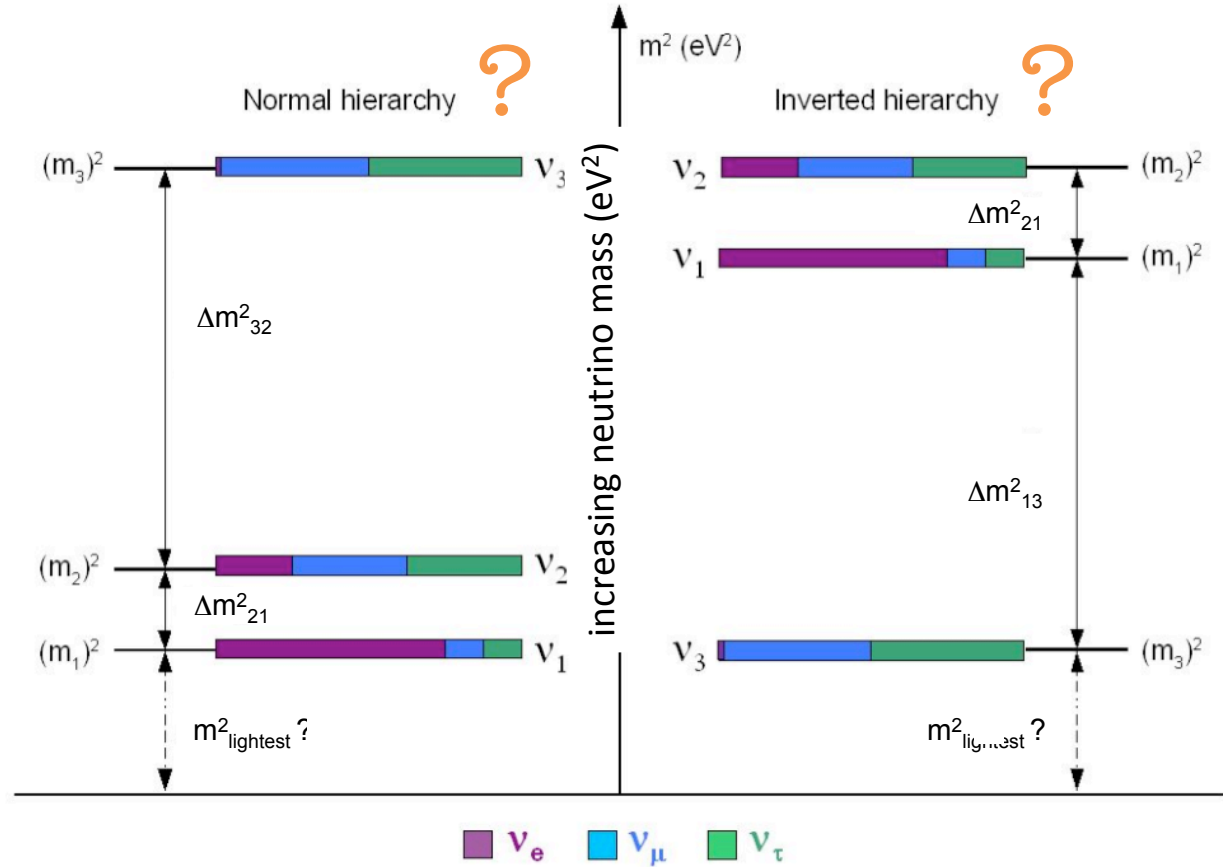 m² (eV²)
Normal hierarchy ?
Inverted hierarchy ?
increasing neutrino mass (eV²)
(m₃)² ν₃
ν₂ (m₂)²
Δm²₂₁
ν₁ (m₁)²
Δm²₃₂
Δm²₁₃
(m₂)² ν₂
Δm²₂₁
(m₁)² ν₁
ν₃ (m₃)²
m²lightest ?
m²lightest ?
νe νμ ντ